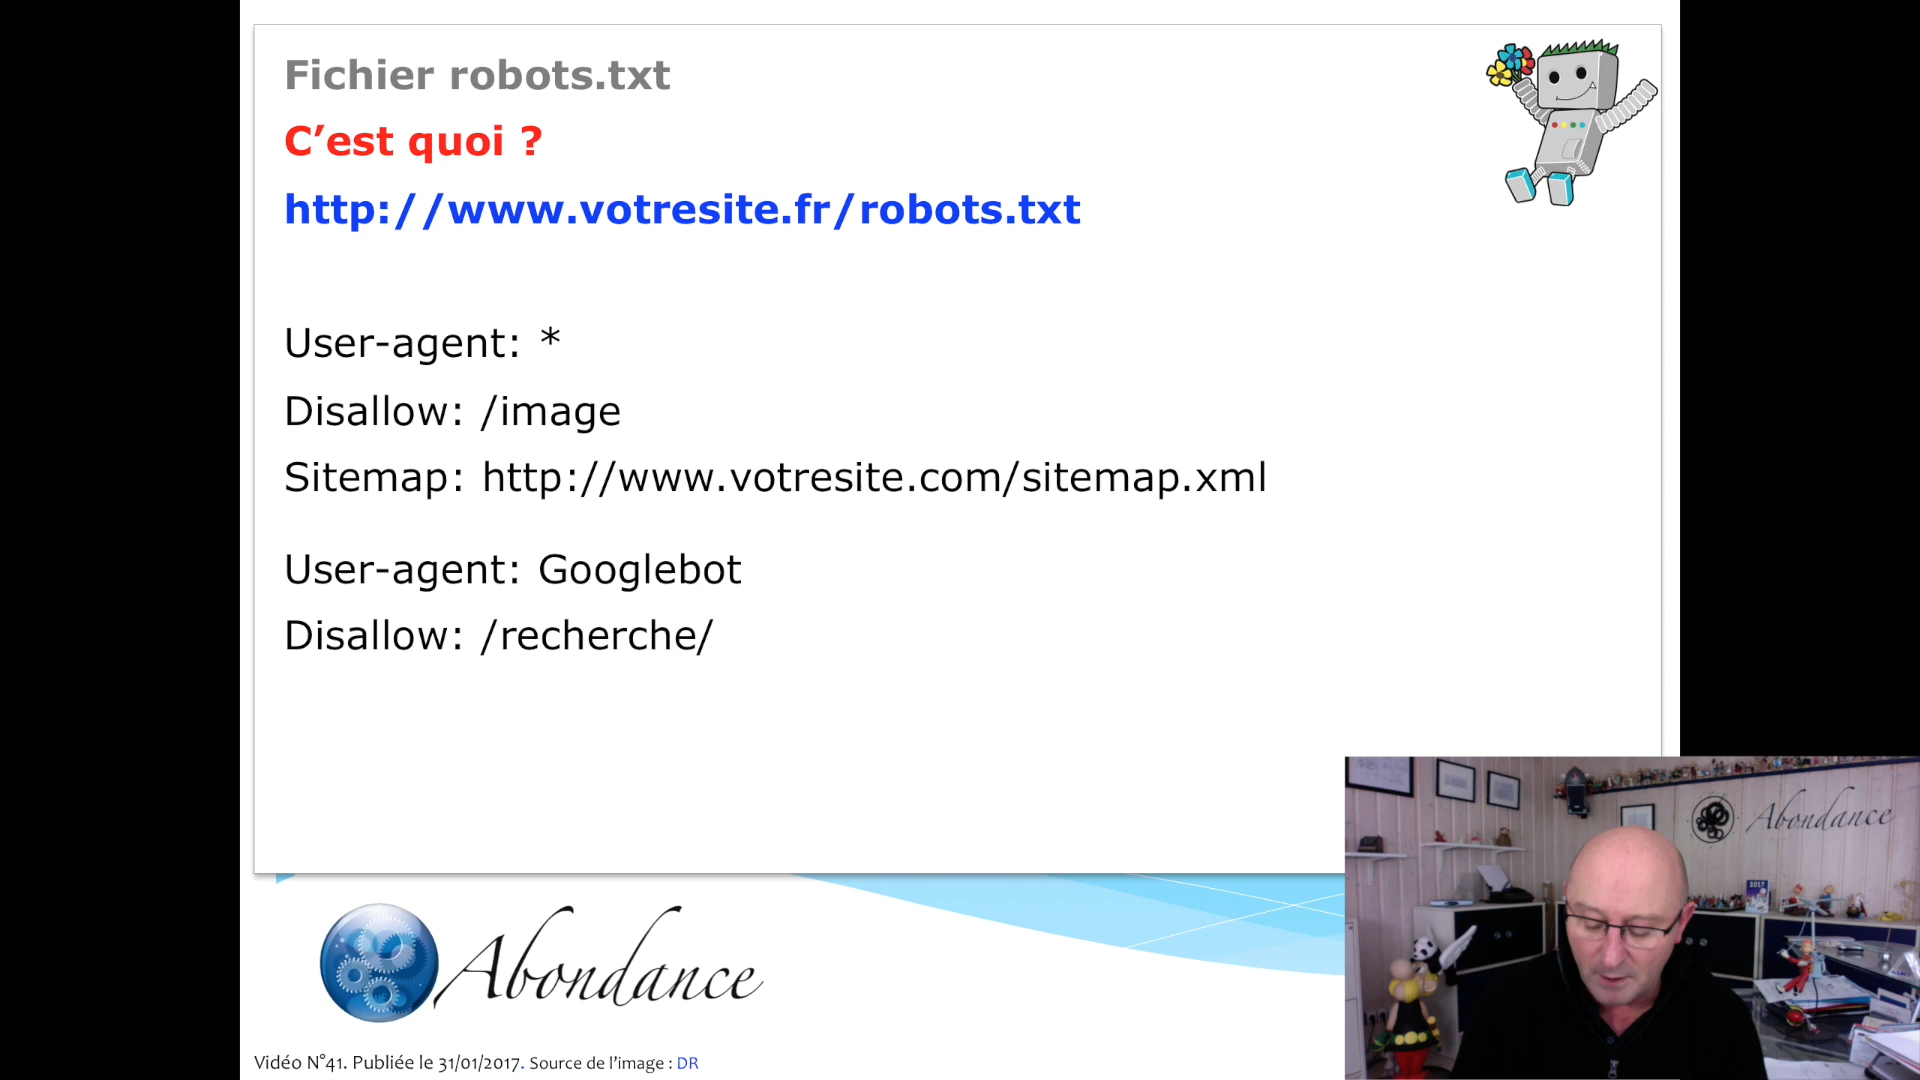 Fichier robots.txt
C’est quoi ?
http://www.votresite.fr/robots.txt
User-agent: *
Disallow: /image
Sitemap: http://www.votresite.com/sitemap.xml
User-agent: Googlebot
Disallow: /recherche/
Abondance
2017
Abondance
Vidéo N°41. Publiée le 31/01/2017. Source de l’image : DR